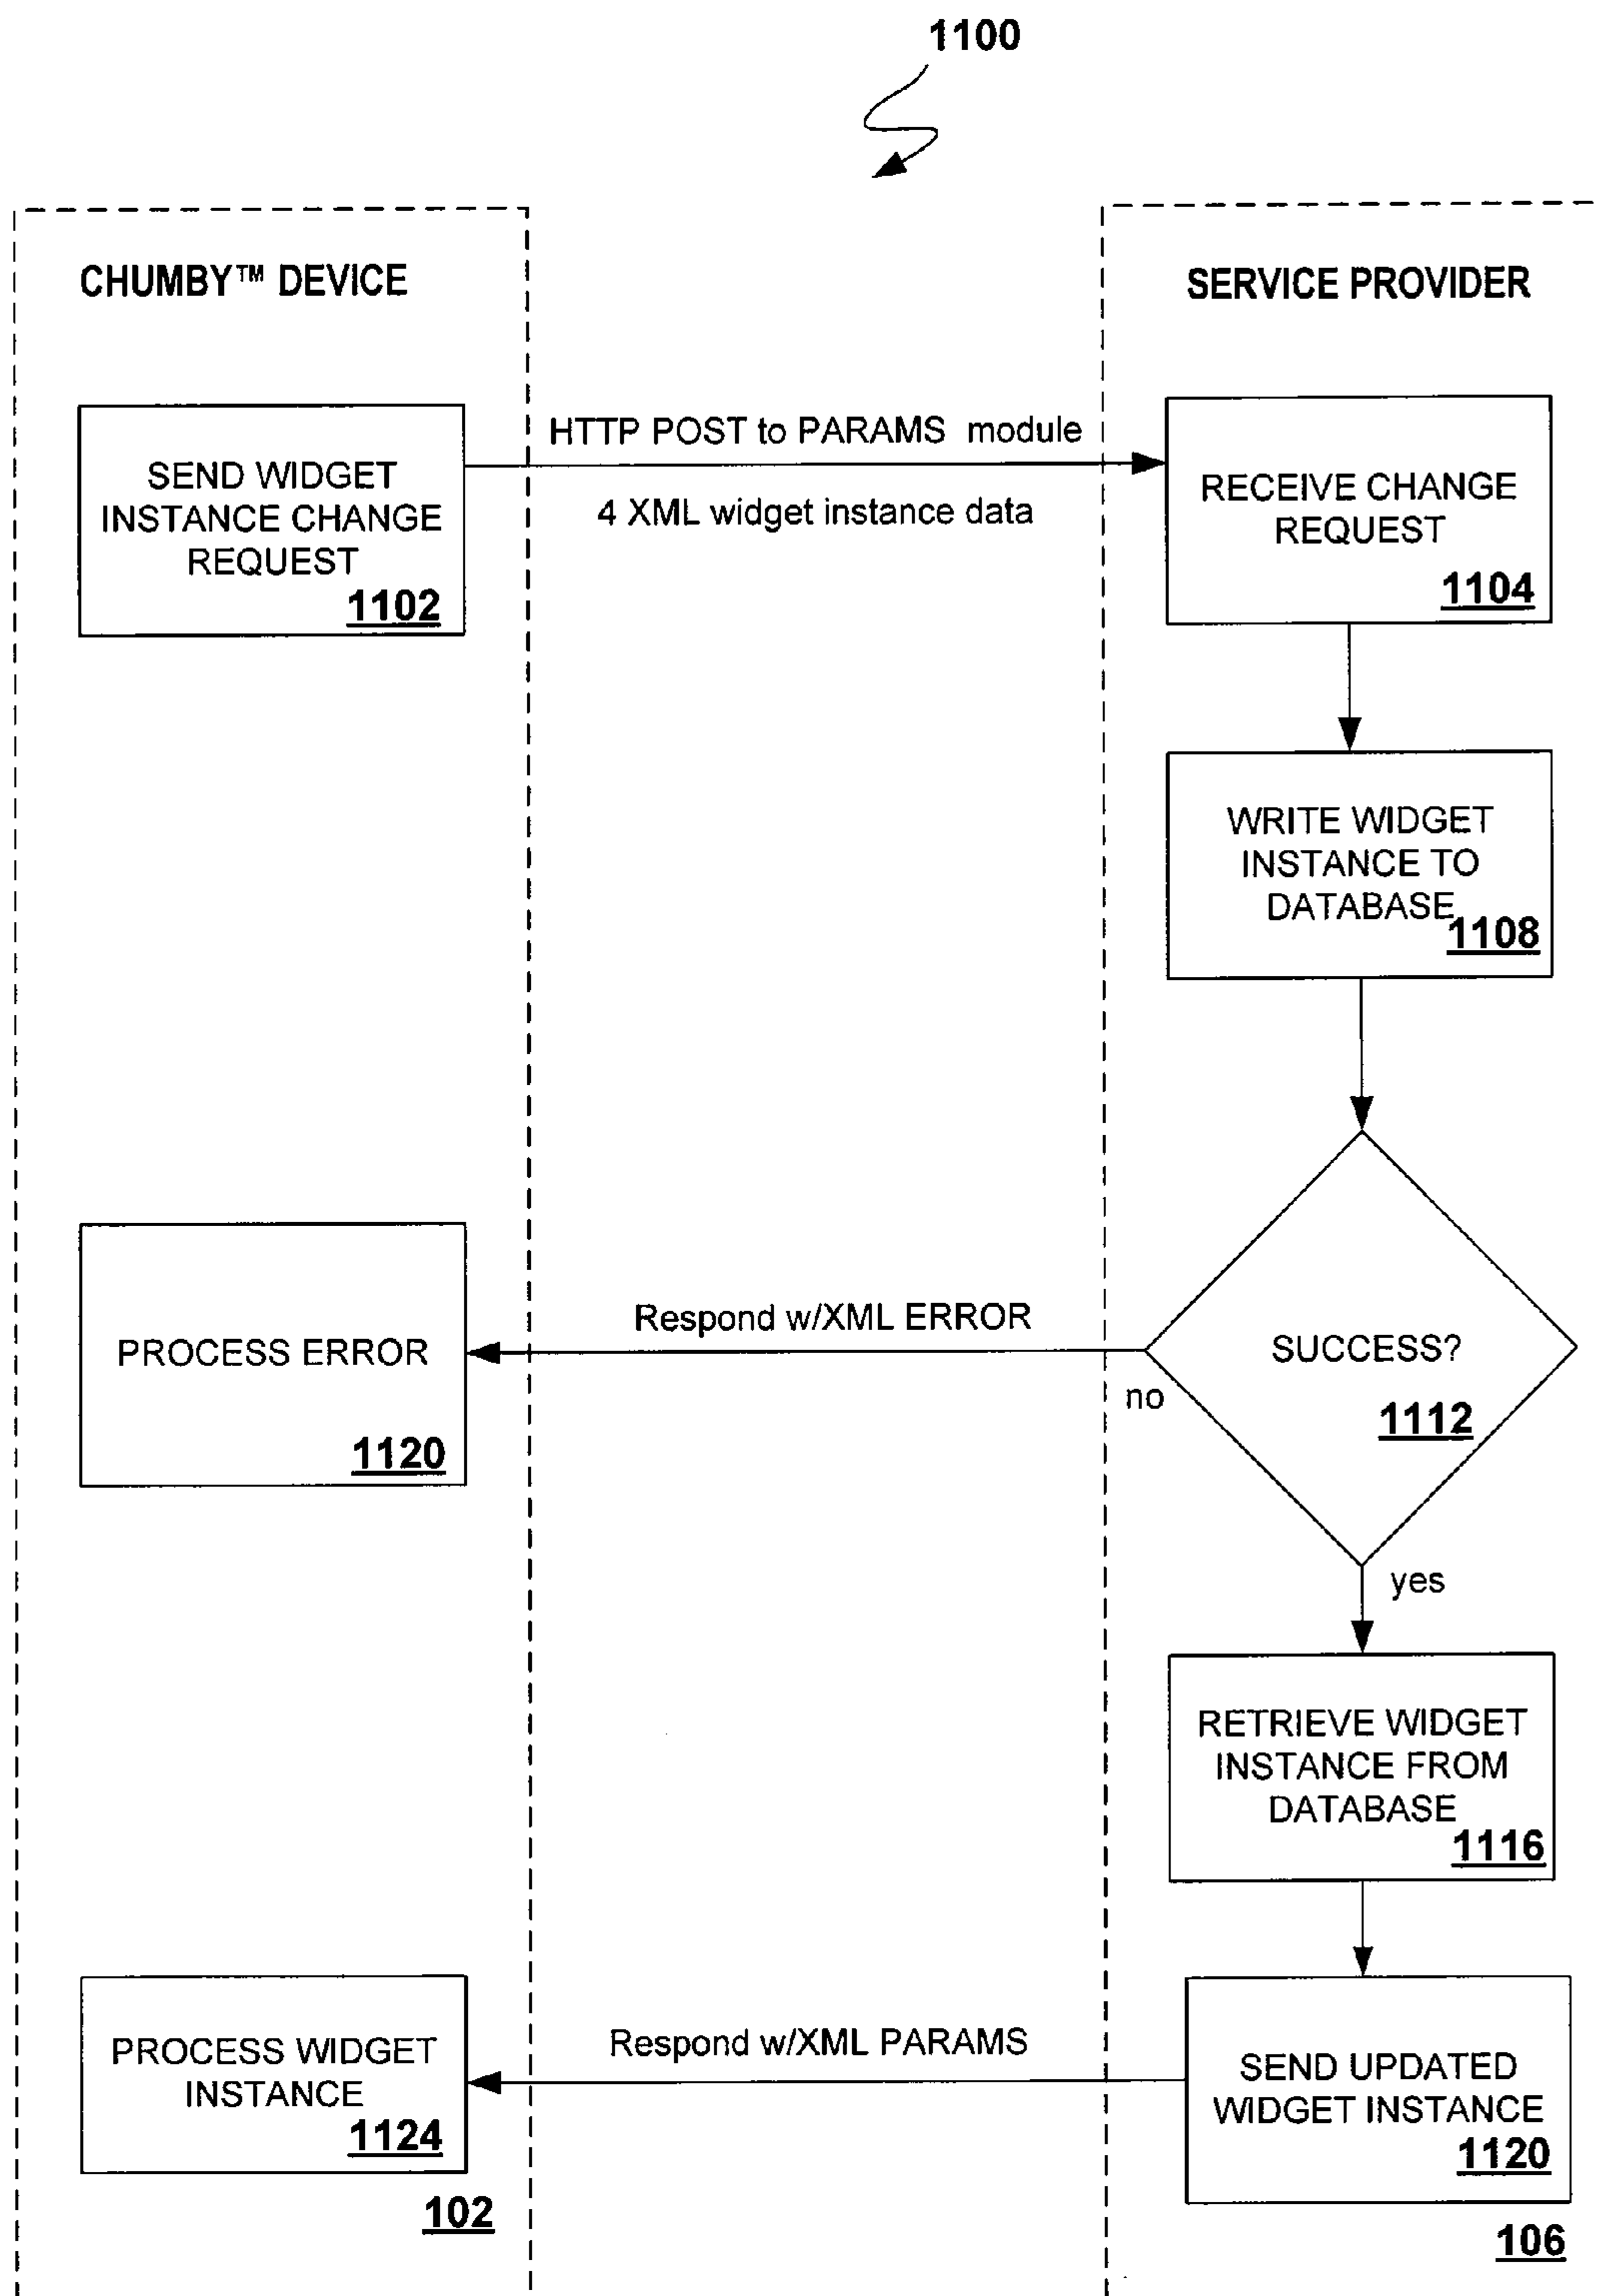 1100
CHUMBY™ DEVICE
SERVICE PROVIDER
SEND WIDGET
INSTANCE CHANGE
REQUEST
1102
HTTP POST to PARAMS module
4 XML widget instance data
RECEIVE CHANGE
REQUEST
1104
WRITE WIDGET
INSTANCE TO
DATABASE
1108
SUCCESS?
1112
no
yes
Respond w/XML ERROR
PROCESS ERROR
1120
RETRIEVE WIDGET
INSTANCE FROM
DATABASE
1116
SEND UPDATED
WIDGET INSTANCE
1120
Respond w/XML PARAMS
PROCESS WIDGET
INSTANCE
1124
102
106